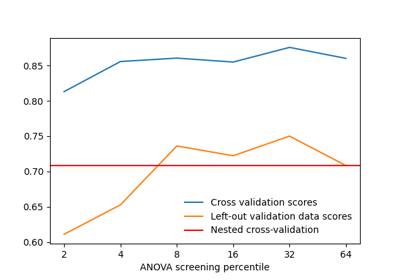 0.85
0.80
0.75
0.70
0.65
0.60
Cross validation scores
Left-out validation data scores
Nested cross-validation
2 4 8 16 32 64
ANOVA screening percentile